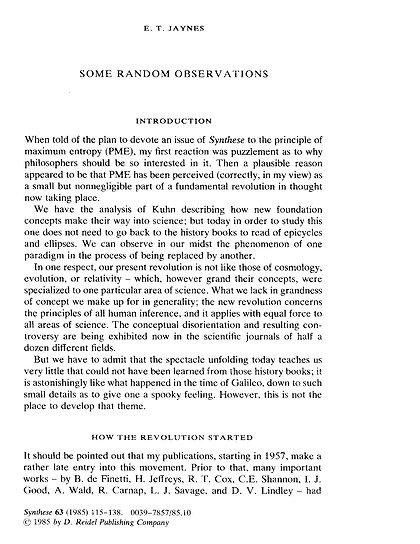 E. T. JAYNES
SOME RANDOM OBSERVATIONS
INTRODUCTION
When told of the plan to devote an issue of Synthese to the principle of
maximum entropy (PME), my first reaction was puzzlement as to why
philosophers should be so interested in it. Then a plausible reason
appeared to be that PME has been perceived (correctly, in my view) as
a small but nonnegligible part of a fundamental revolution in thought
now taking place.
We have the analysis of Kuhn describing how new foundation
concepts make their way into science; but today in order to study this
one does not need to go back to the history books to read of epicycles
and ellipses. We can observe in our midst the phenomenon of one
paradigm in the process of being replaced by another.
In one respect, our present revolution is not like those of cosmology,
evolution, or relativity – which, however grand their concepts, were
specialized to one particular area of science. What we lack in grandness
of concept we make up for in generality; the new revolution concerns
the principles of all human inference, and it applies with equal force to
all areas of science. The conceptual disorientation and resulting con-
troversy are being exhibited now in the scientific journals of half a
dozen different fields.
But we have to admit that the spectacle unfolding today teaches us
very little that could not have been learned from those history books; it
is astonishingly like what happened in the time of Galileo, down to such
small details as to give one a spooky feeling. However, this is not the
place to develop that theme.
HOW THE REVOLUTION STARTED
It should be pointed out that my publications, starting in 1957, make a
rather late entry into this movement. Prior to that, many important
works – by B. de Finetti, H. Jeffreys, R. T. Cox, C.E. Shannon, I. J.
Good, A. Wald, R. Carnap, L. J. Savage, and D. V. Lindley – had
Synthese 63 (1985) 115–138. 0039-7857/85.10
© 1985 by D. Reidel Publishing Company